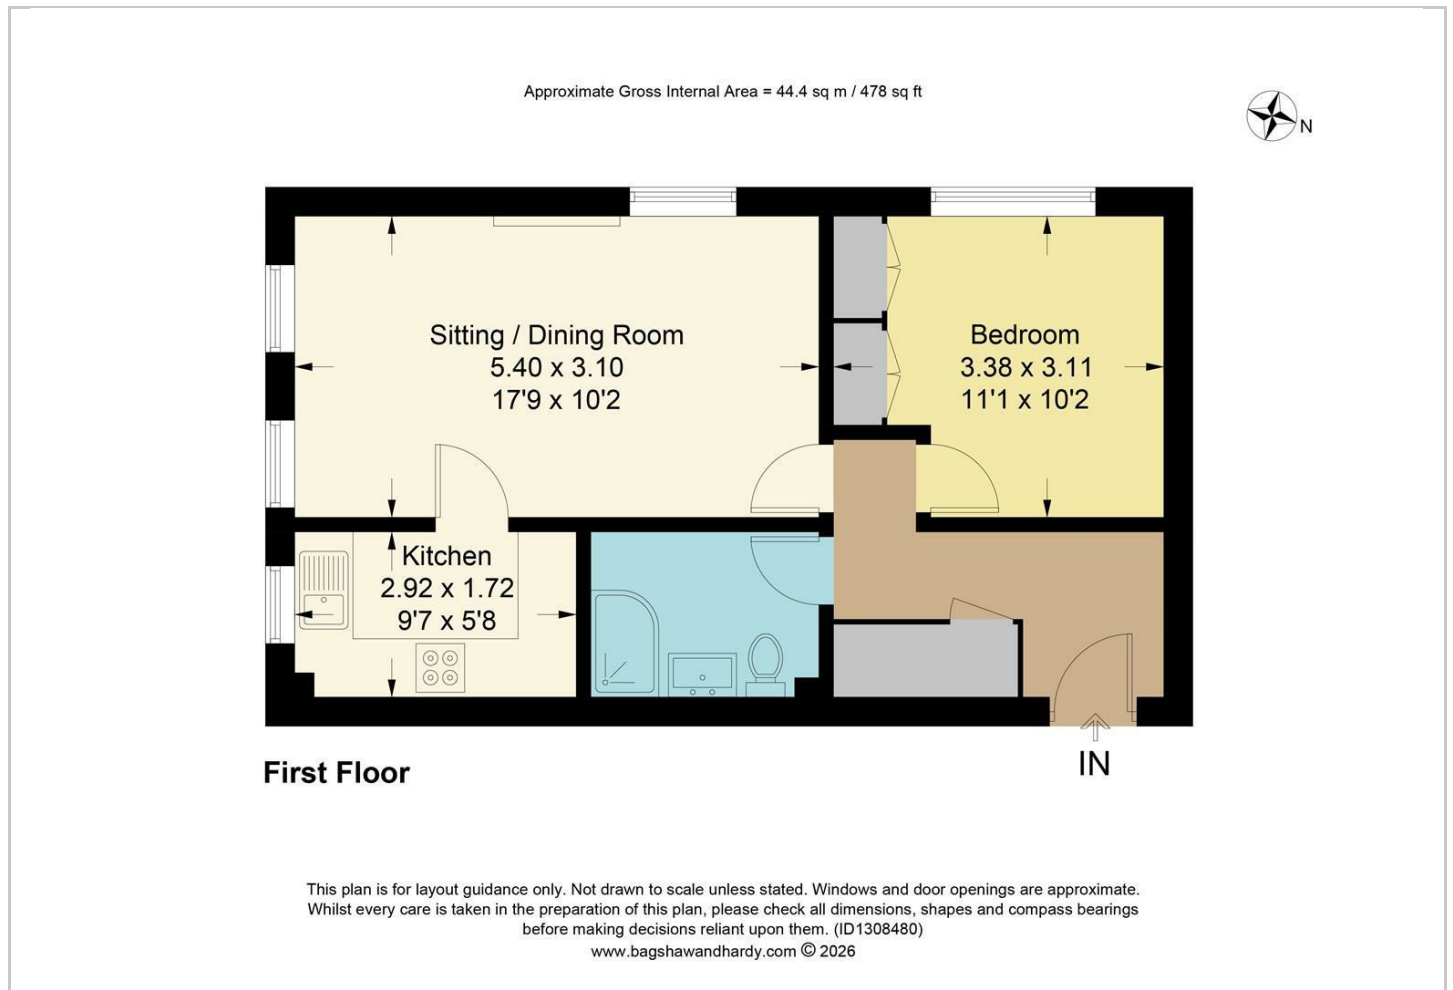 Approximate Gross Internal Area = 44.4 sq m / 478 sq ft
N
Sitting / Dining Room
5.40 x 3.10
17'9 x 10'2
Bedroom
3.38 x 3.11
11'1 x 10'2
Kitchen
2.92 x 1.72
9'7 x 5'8
IN
First Floor
This plan is for layout guidance only. Not drawn to scale unless stated. Windows and door openings are approximate.
Whilst every care is taken in the preparation of this plan, please check all dimensions, shapes and compass bearings
before making decisions reliant upon them. (ID1308480)
www.bagshawandhardy.com © 2026